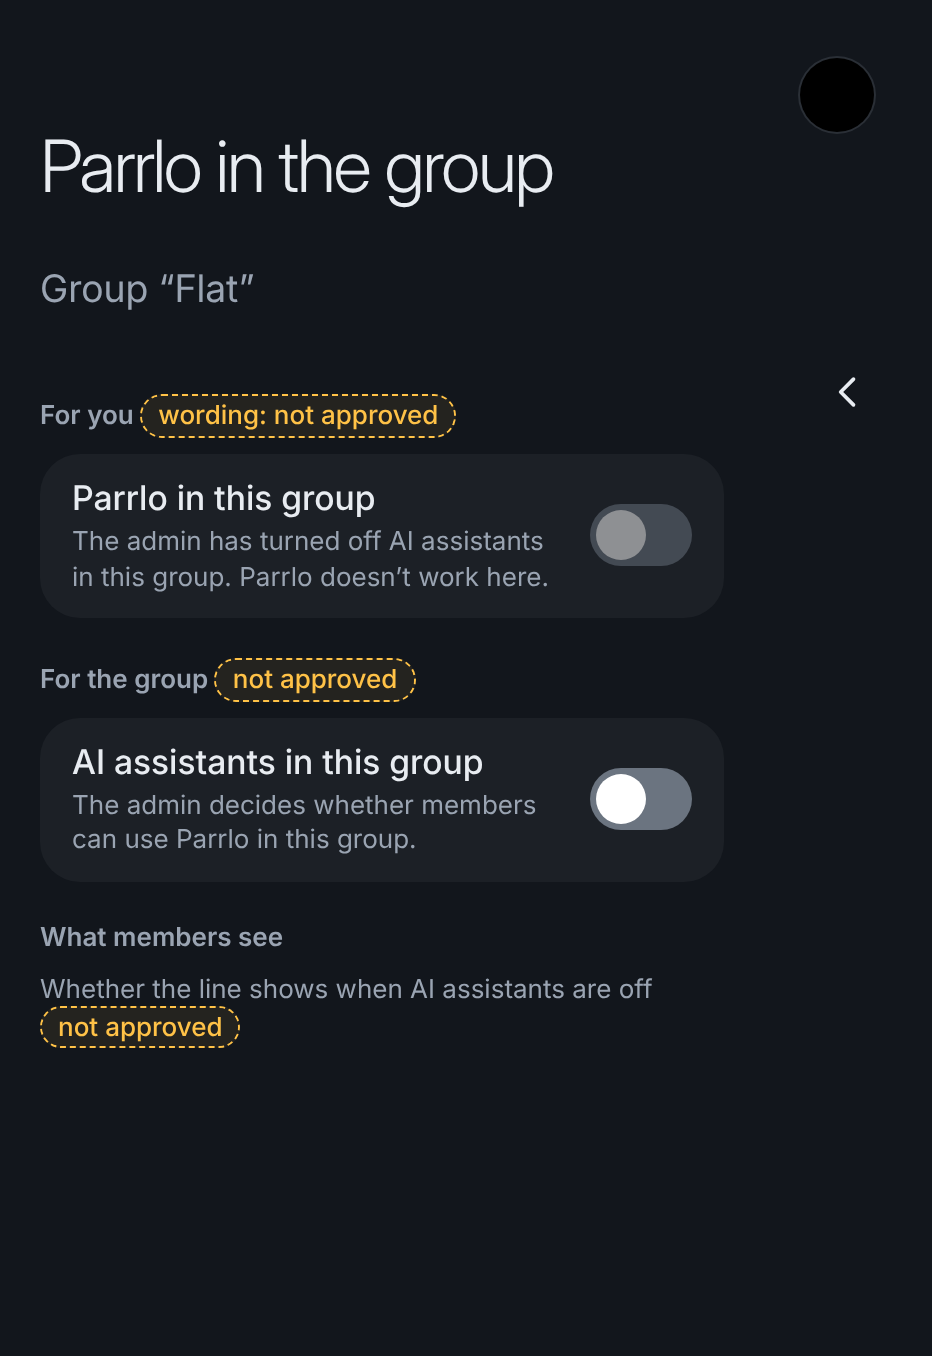 Parrlo in the group
Group “Flat”
For you wording: not approved
Parrlo in this group
The admin has turned off AI assistants
in this group. Parrlo doesn’t work here.
For the group not approved
AI assistants in this group
The admin decides whether members
can use Parrlo in this group.
What members see
Whether the line shows when AI assistants are off
not approved